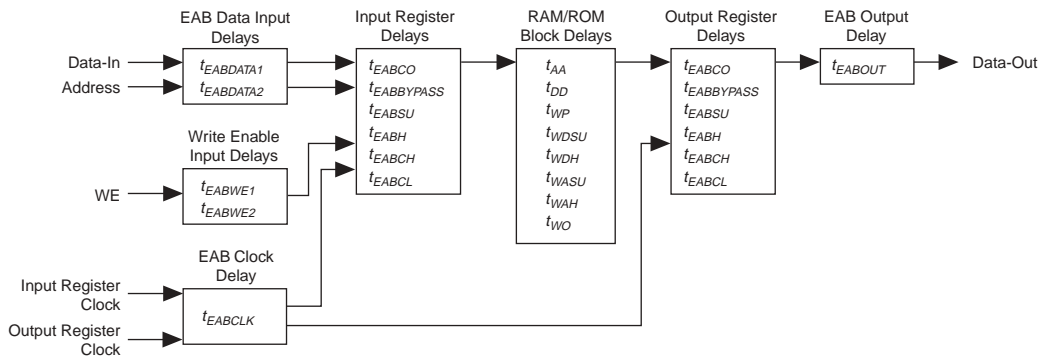 EAB Data Input
Delays
Input Register
Delays
RAM/ROM
Block Delays
Output Register
Delays
EAB Output
Delay
Data-In
Address
tEABDATA1
tEABDATA2
tEABCO
tEABBYPASS
tEABSU
tEABH
tEABCH
tEABCL
tAA
tDD
tWP
tWDSU
tWDH
tWASU
tWAH
tWO
tEABCO
tEABBYPASS
tEABSU
tEABH
tEABCH
tEABCL
tEABOUT
Data-Out
Write Enable
Input Delays
WE
tEABWE1
tEABWE2
EAB Clock
Delay
Input Register
Clock
tEABCLK
Output Register
Clock